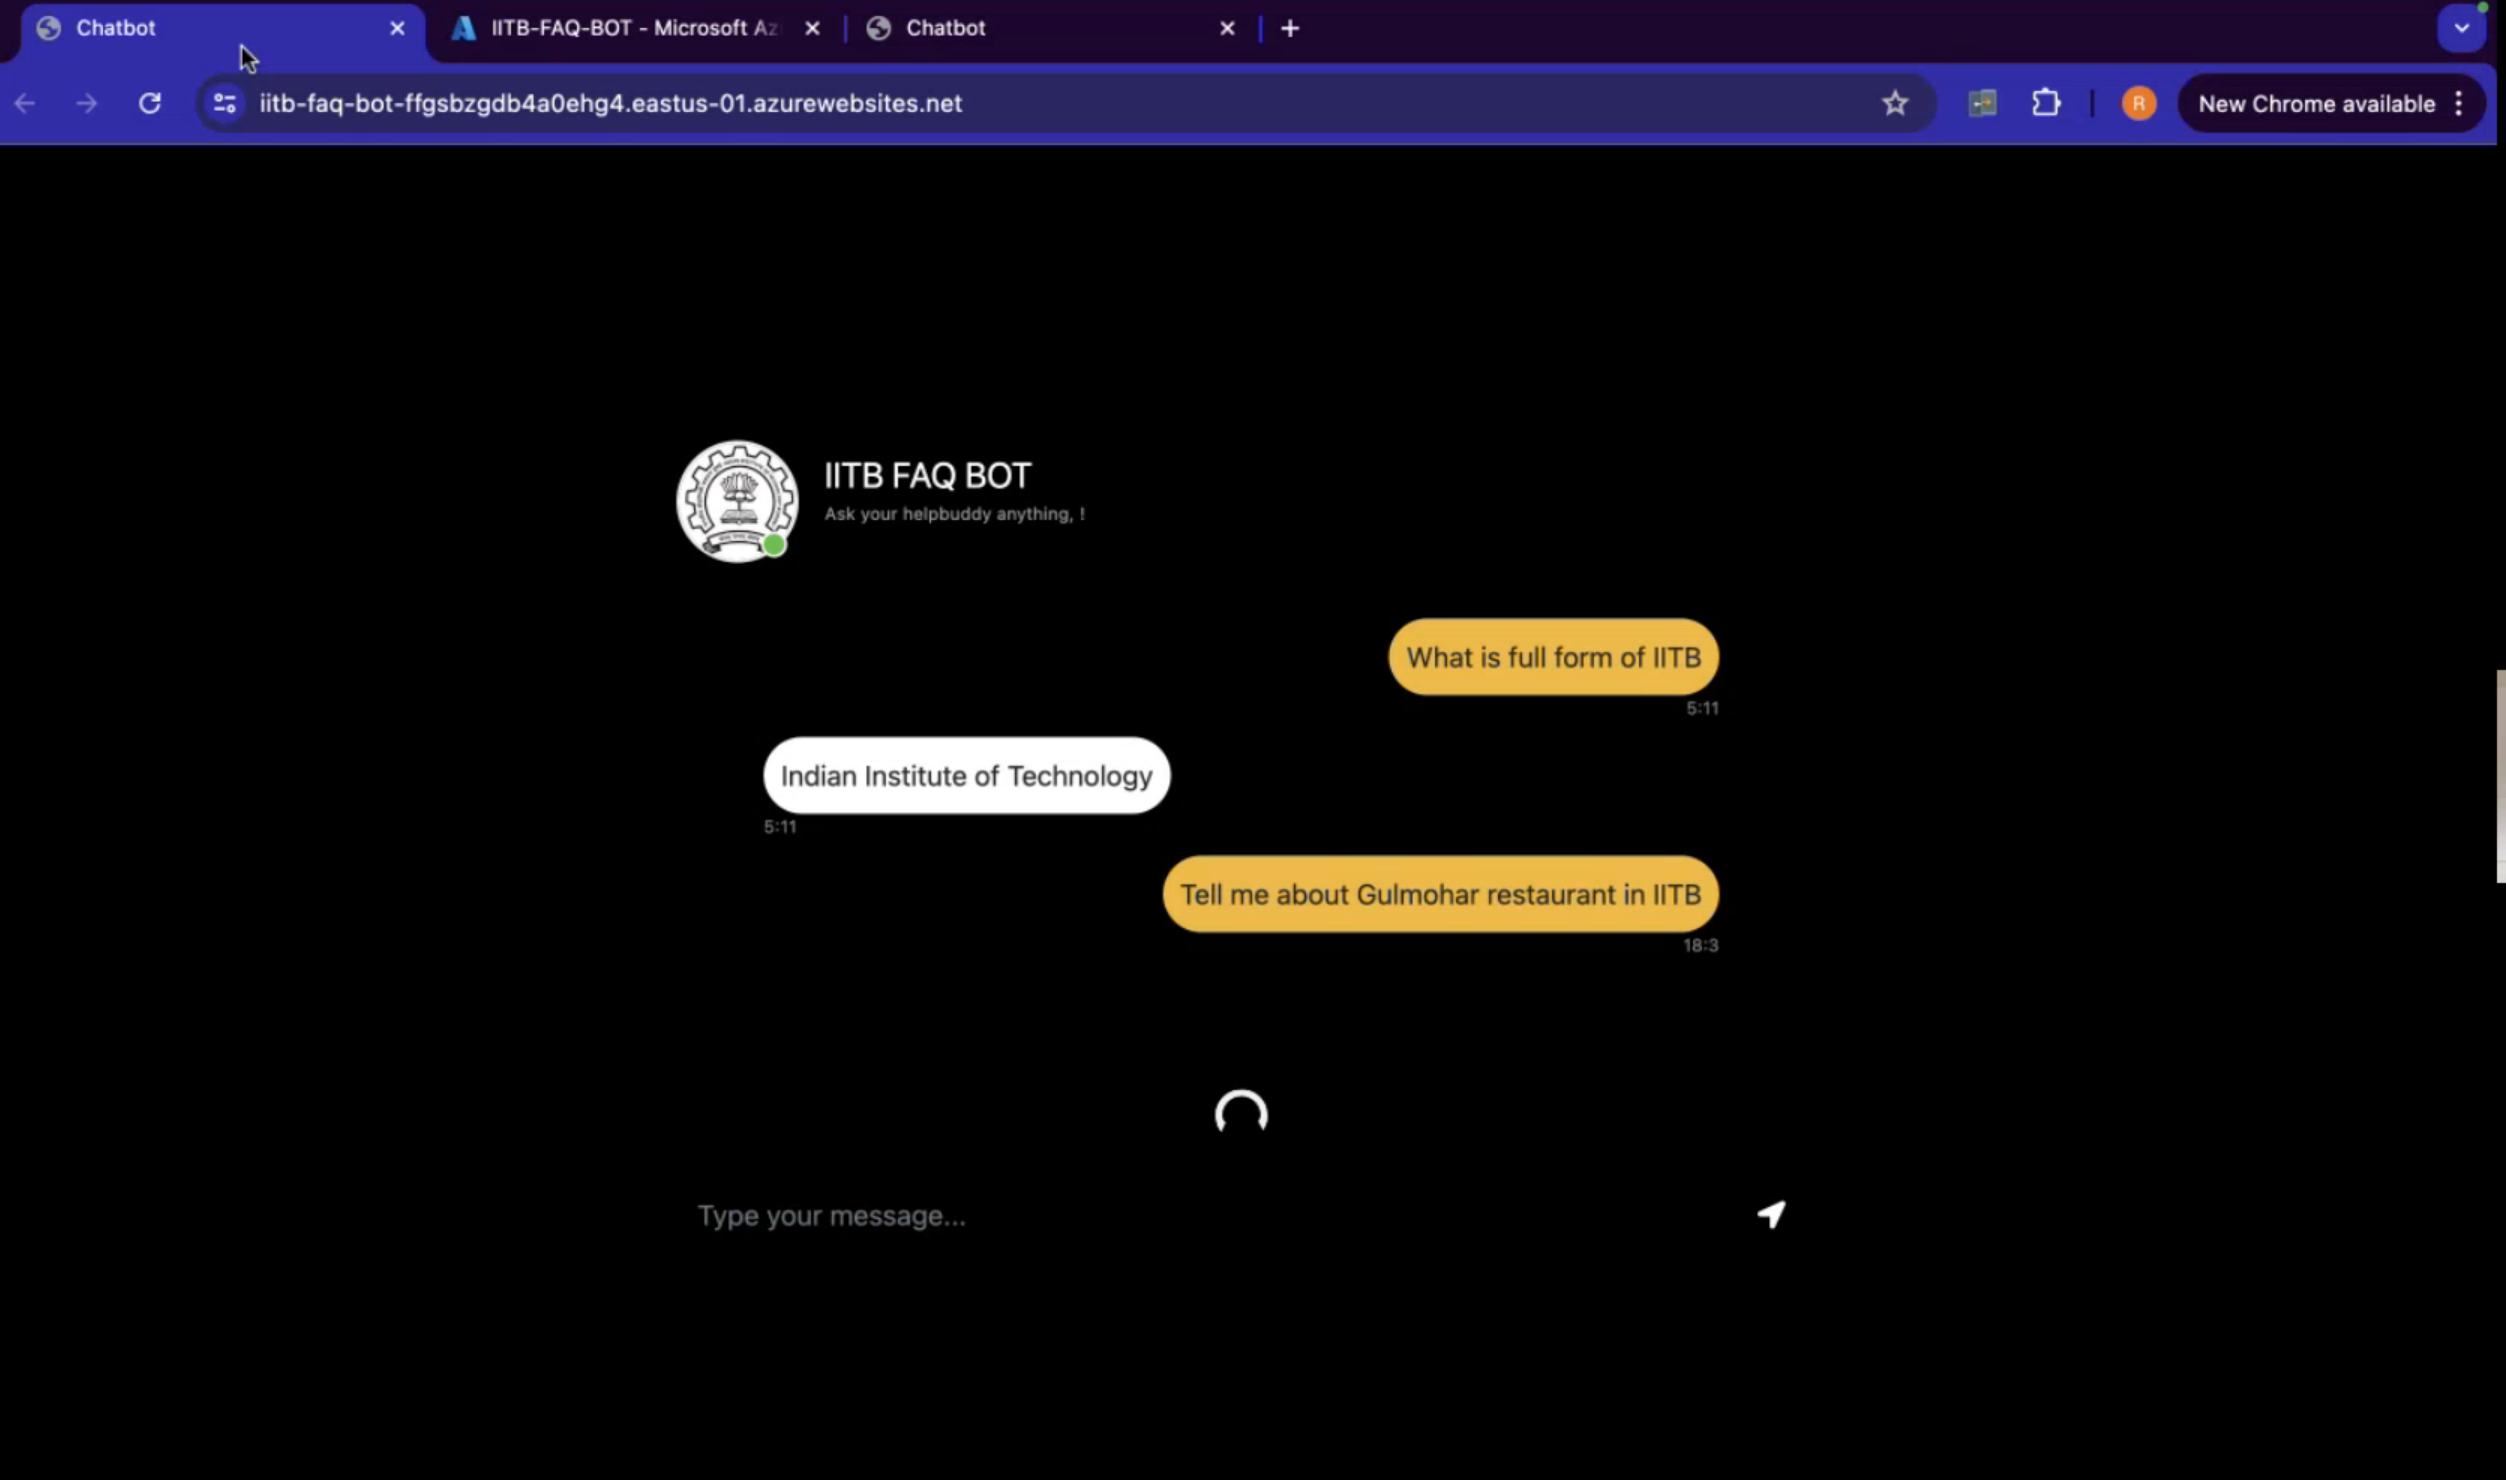 Chatbot
IITB-FAQ-BOT - Microsoft Az
Chatbot
iitb-faq-bot-ffgsbzgdb4a0ehg4.eastus-01.azurewebsites.net
R
New Chrome available
IITB FAQ BOT
Ask your helpbuddy anything, !
What is full form of IITB
5:11
Indian Institute of Technology
5:11
Tell me about Gulmohar restaurant in IITB
18:3
Type your message...